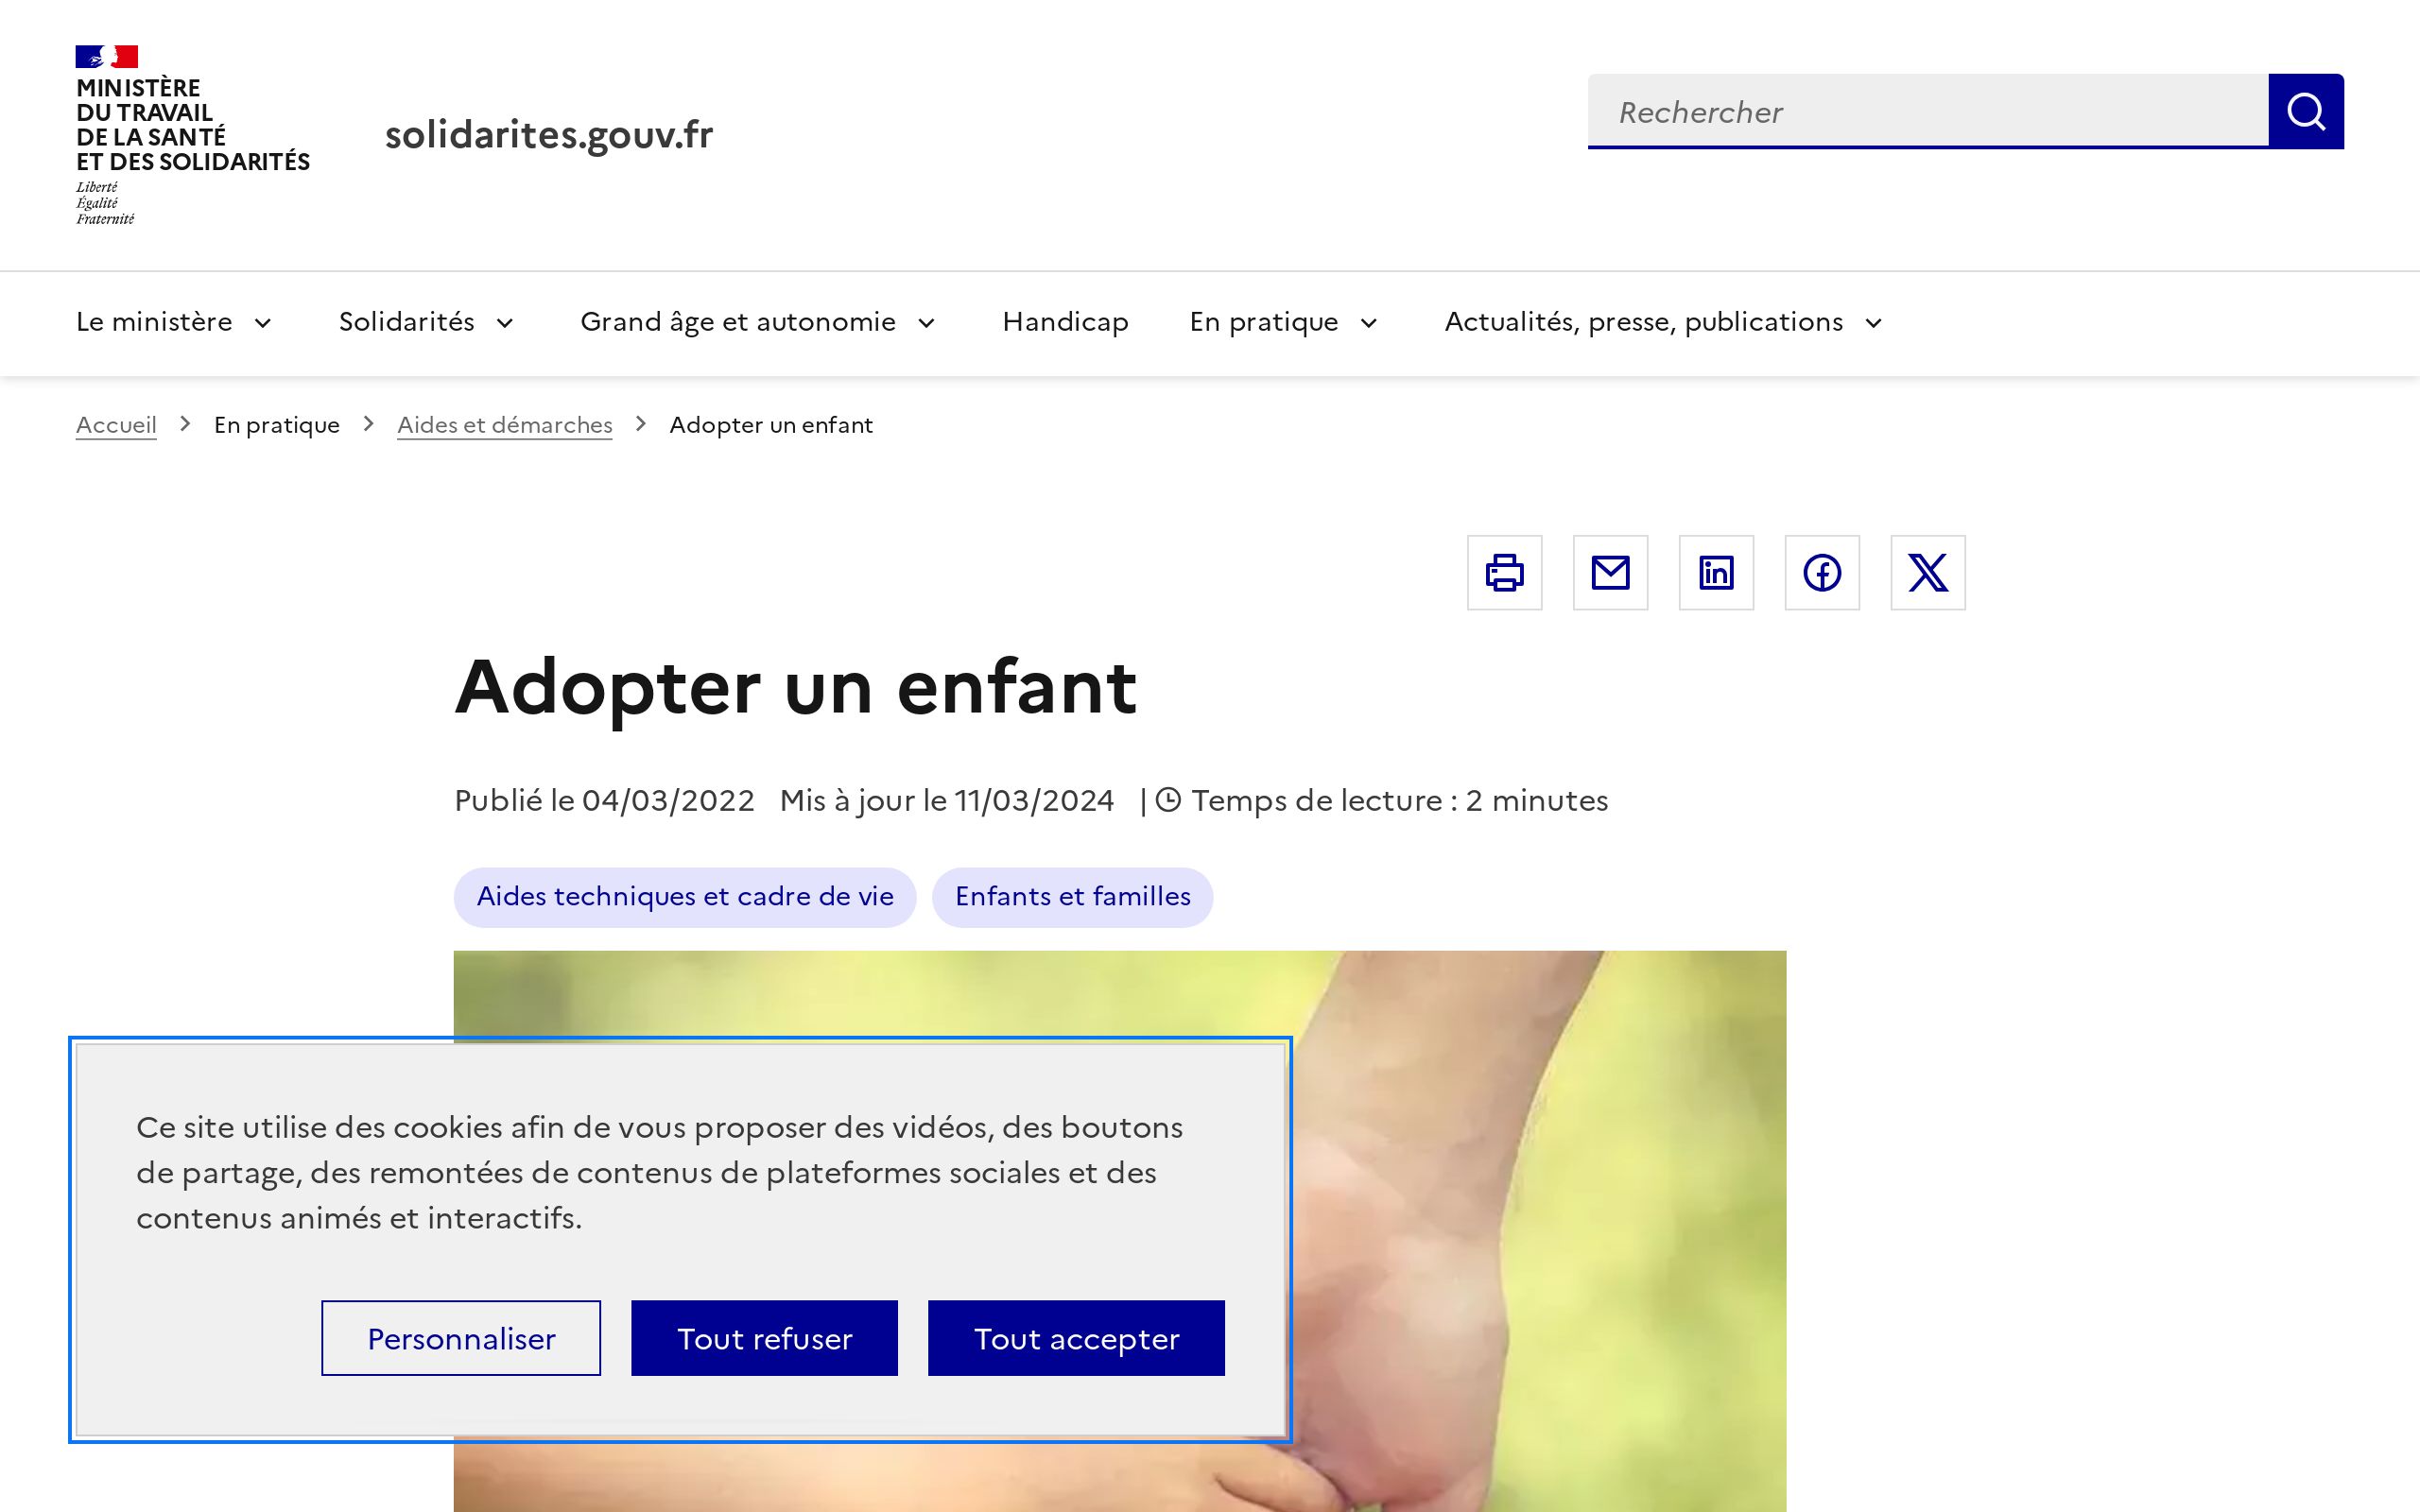 MINISTÈRE
DU TRAVAIL
DE LA SANTÉ
ET DES SOLIDARITÉS
Liberté
Égalité
Fraternité
solidarites.gouv.fr
Rechercher
Le ministère
Solidarités
Grand âge et autonomie
Handicap
En pratique
Actualités, presse, publications
Accueil
En pratique
Aides et démarches
Adopter un enfant
Adopter un enfant
Publié le 04/03/2022 Mis à jour le 11/03/2024 | Temps de lecture : 2 minutes
Aides techniques et cadre de vie
Enfants et familles
Ce site utilise des cookies afin de vous proposer des vidéos, des boutons
de partage, des remontées de contenus de plateformes sociales et des
contenus animés et interactifs.
Personnaliser
Tout refuser
Tout accepter